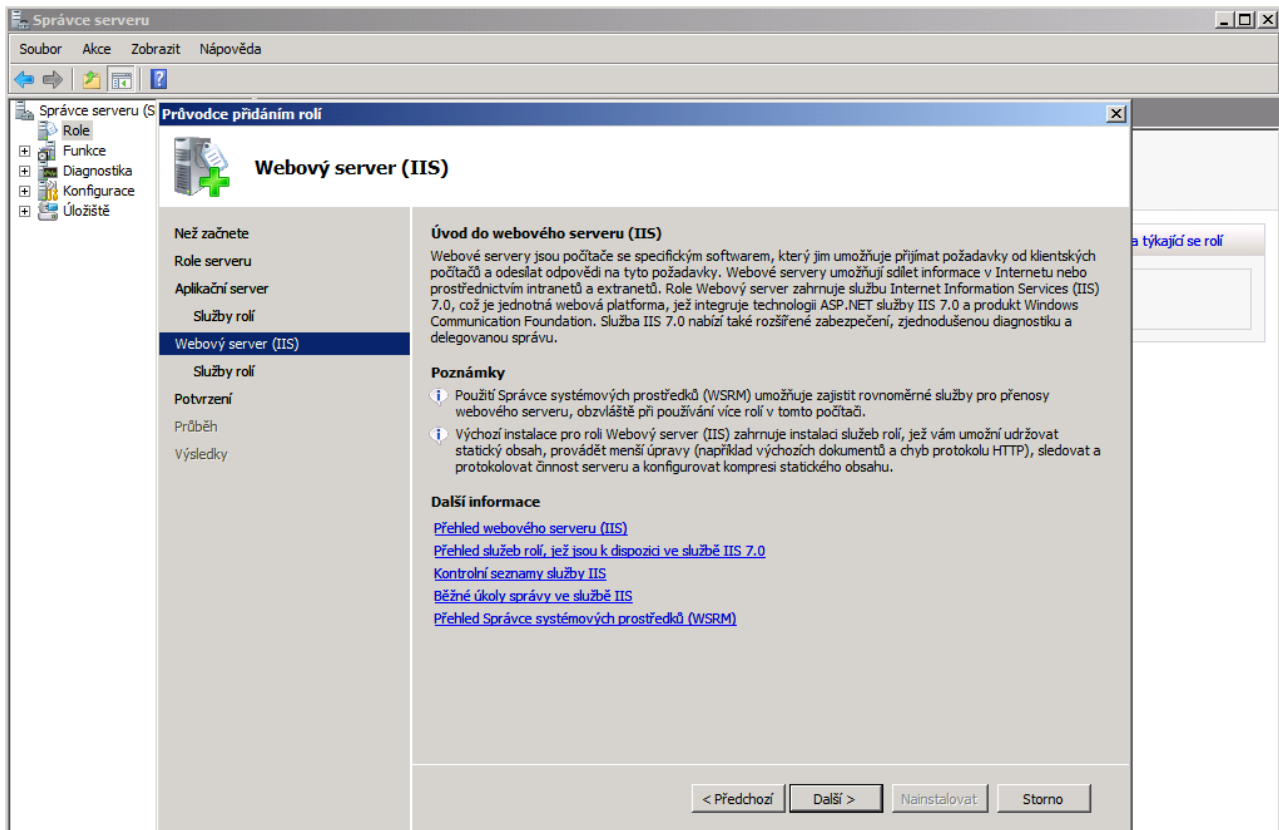 Správce serveru
Soubor Akce Zobrazit Nápověda
Správce serveru (S
Role
Funkce
Diagnostika
Konfigurace
Úložiště
Průvodce přidáním rolí
Webový server (IIS)
Než začnete
Role serveru
Aplikační server
Služby rolí
Webový server (IIS)
Služby rolí
Potvrzení
Průběh
Výsledky
Úvod do webového serveru (IIS)
Webové servery jsou počítače se specifickým softwarem, který jim umožňuje přijímat požadavky od klientských
počítačů a odesílat odpovědi na tyto požadavky. Webové servery umožňují sdílet informace v Internetu nebo
prostřednictvím intranetů a extranetů. Role Webový server zahrnuje službu Internet Information Services (IIS)
7.0, což je jednotná webová platforma, jež integruje technologii ASP.NET služby IIS 7.0 a produkt Windows
Communication Foundation. Služba IIS 7.0 nabízí také rozšířené zabezpečení, zjednodušenou diagnostiku a
delegovanou správu.
Poznámky
Použití Správce systémových prostředků (WSRM) umožňuje zajistit rovnoměrné služby pro přenosy
webového serveru, obzvláště při používání více rolí v tomto počítači.
Výchozí instalace pro roli Webový server (IIS) zahrnuje instalaci služeb rolí, jež vám umožní udržovat
statický obsah, provádět menší úpravy (například výchozích dokumentů a chyb protokolu HTTP), sledovat a
protokolovat činnost serveru a konfigurovat kompresi statického obsahu.
Další informace
Přehled webového serveru (IIS)
Přehled služeb rolí, jež jsou k dispozici ve službě IIS 7.0
Kontrolní seznamy služby IIS
Běžné úkoly správy ve službě IIS
Přehled Správce systémových prostředků (WSRM)
a týkající se rolí
< Předchozí Další > Nainstalovat Storno